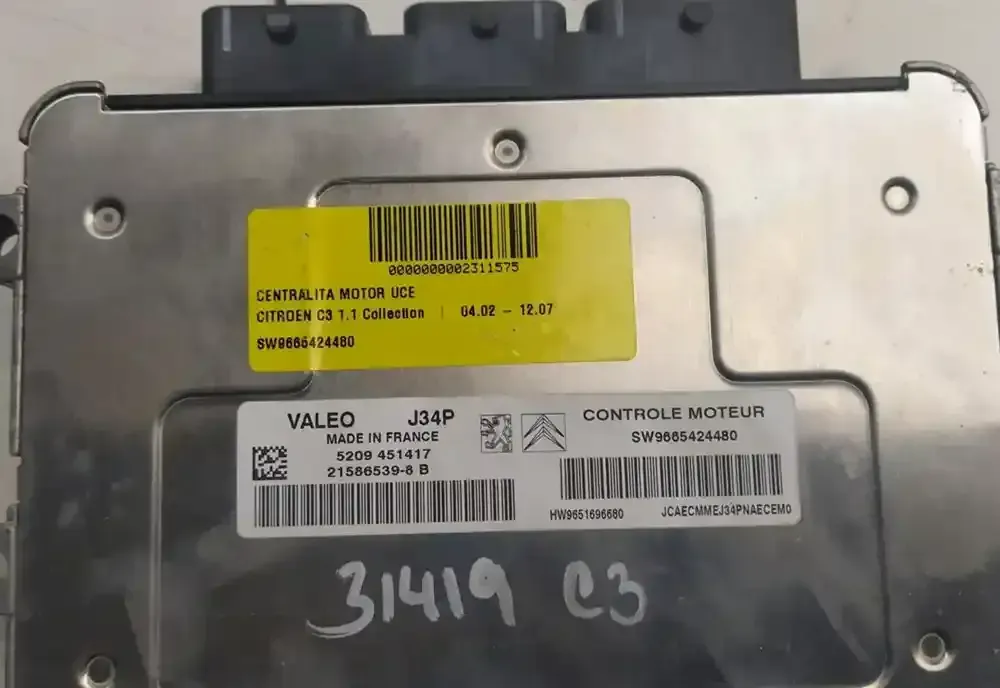 0000000002311575
CENTRALITA MOTOR UCE
CITROEN C3 1.1 Collection | 04.02 - 12.07
SW9665424480
VALEO J34P
MADE IN FRANCE
5209 451417
21586539-8 B
CONTROLE MOTEUR
SW9665424480
HW9651696680 JCAECMMEJ34PNAECEM0
31419 C3